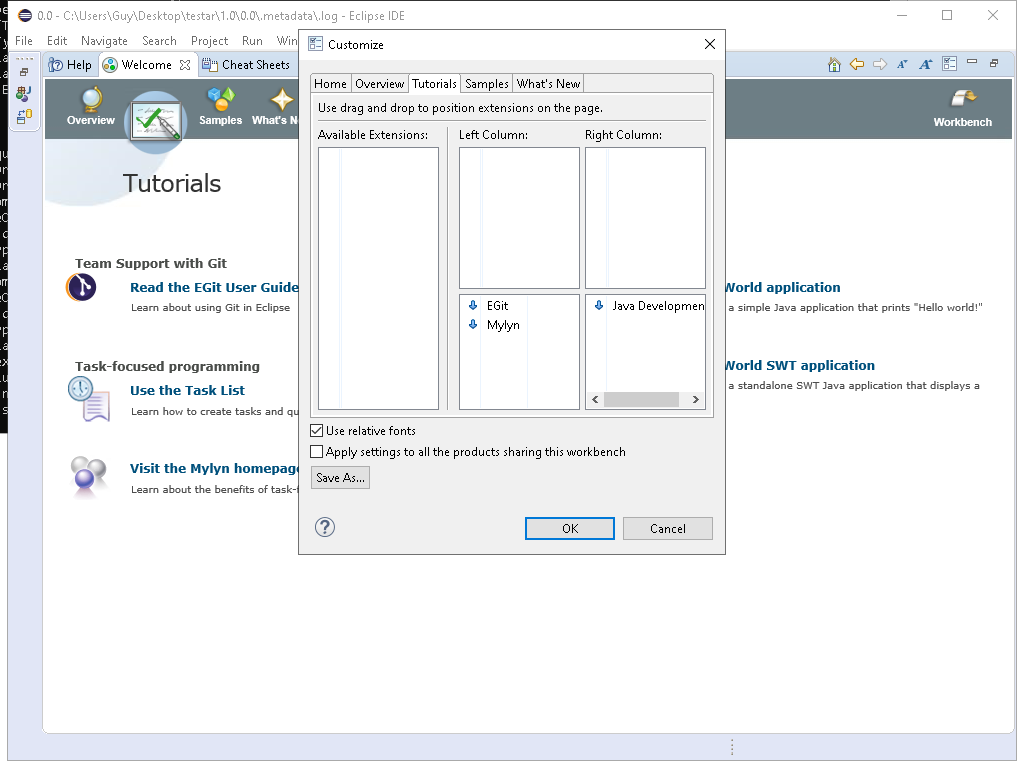 0.0 - C:\Users\Guy\Desktop\testar\1.0\0.0\.metadata\.log - Eclipse IDE
File Edit Navigate Search Project Run Win
Help Welcome Cheat Sheets
Overview Samples What's N Workbench
Tutorials
Team Support with Git
Read the EGit User Guide
Learn about using Git in Eclipse
Task-focused programming
Use the Task List
Learn how to create tasks and qu
Visit the Mylyn homepage
Learn about the benefits of task-f
World application
a simple Java application that prints "Hello world!"
World SWT application
a standalone SWT Java application that displays a
Customize
Home Overview Tutorials Samples What's New
Use drag and drop to position extensions on the page.
Available Extensions: Left Column: Right Column:
EGit Java Developmen
Mylyn
Use relative fonts
Apply settings to all the products sharing this workbench
Save As...
OK Cancel